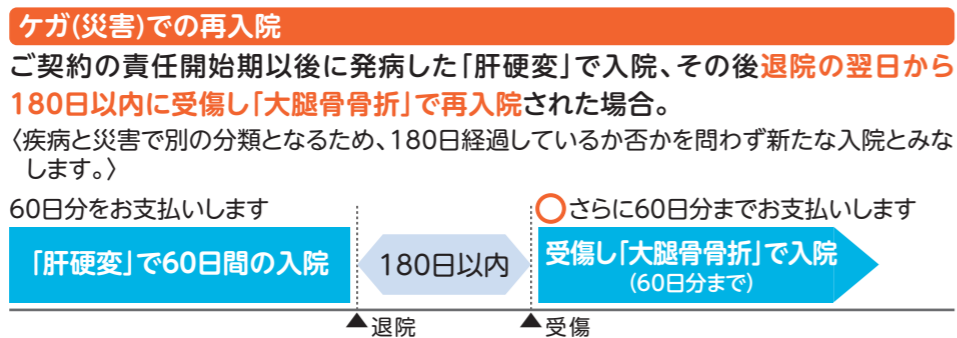 ケガ(災害)での再入院
ご契約の責任開始期以後に発病した「肝硬変」で入院、その後退院の翌日から
180日以内に受傷し「大腿骨骨折」で再入院された場合。
〈疾病と災害で別の分類となるため、180日経過しているか否かを問わず新たな入院とみな
します。〉
60日分をお支払いします
さらに60日分までお支払いします
「肝硬変」で60日間の入院
180日以内
受傷し「大腿骨骨折」で入院
(60日分まで)
▲退院
▲受傷